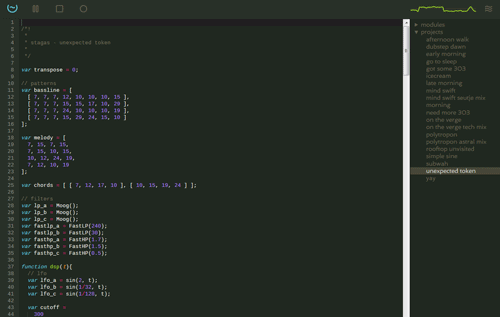 1
2 /*!
3 *
4 * stagas - unexpected token
5 *
6 */
7
8 var transpose = 0;
9
10 // patterns
11 var bassline = [
12 [ 7, 7, 7, 12, 10, 10, 10, 15 ],
13 [ 7, 7, 7, 15, 15, 17, 10, 29 ],
14 [ 7, 7, 7, 24, 10, 10, 10, 19 ],
15 [ 7, 7, 7, 15, 29, 24, 15, 10 ]
16 ];
17
18 var melody = [
19 7, 15, 7, 15,
20 7, 15, 10, 15,
21 10, 12, 24, 19,
22 7, 12, 10, 19
23 ];
24
25 var chords = [ [ 7, 12, 17, 10 ], [ 10, 15, 19, 24 ] ];
26
27 // filters
28 var lp_a = Moog();
29 var lp_b = Moog();
30 var lp_c = Moog();
31 var fastlp_a = FastLP(240);
32 var fastlp_b = FastLP(30);
33 var fasthp_a = FastHP(1.7);
34 var fasthp_b = FastHP(1.5);
35 var fasthp_c = FastHP(0.5);
36
37 function dsp(t){
38 // lfo
39 var lfo_a = sin(2, t);
40 var lfo_b = sin(1/32, t);
41 var lfo_c = sin(1/128, t);
42
43 var cutoff =
44 300
modules
projects
afternoon walk
dubstep dawn
early morning
go to sleep
got some 303
icecream
late morning
mind swift
mind swift seutje mix
morning
need more 303
on the verge
on the verge tech mix
polytropon
polytropon astral mix
rooftop unvisited
simple sine
subwah
unexpected token
yay